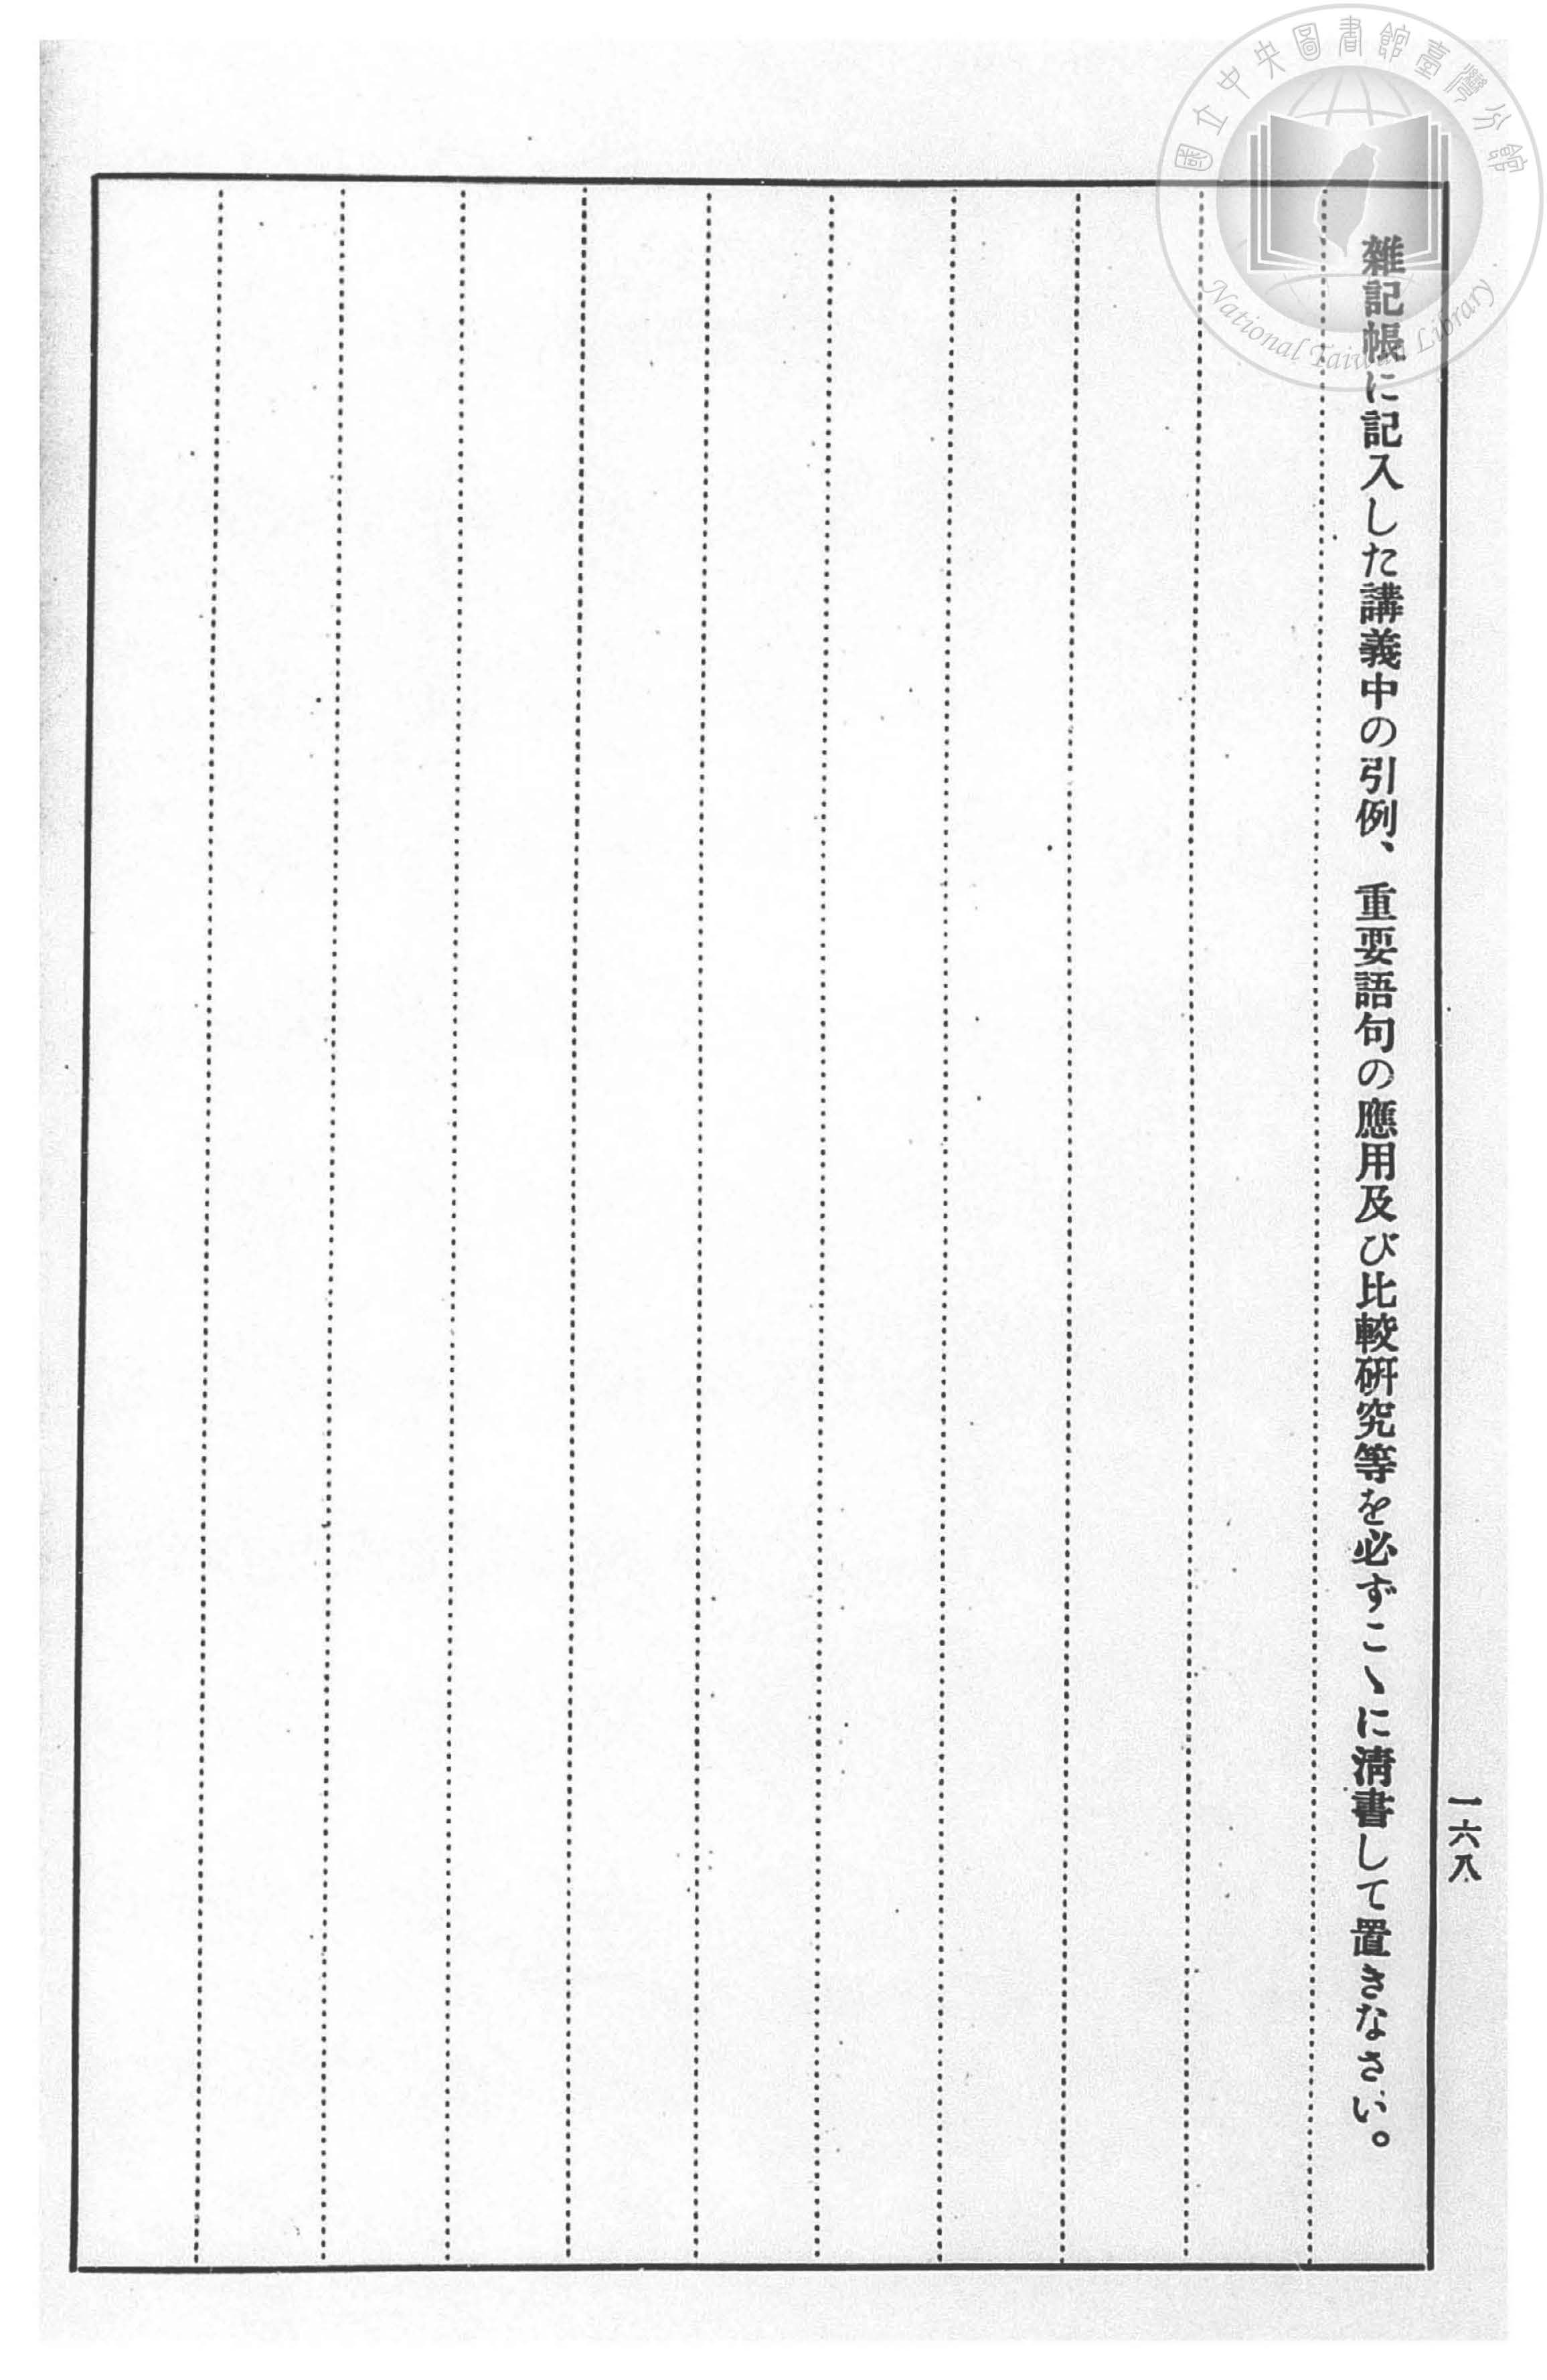 國立中央圖書館臺灣分館
National Taiwan Library
雜記帳に記入した講義中の引例、重要語句の應用及び比較硏究等を必ずこゝに淸書して置きなさい。
一六八